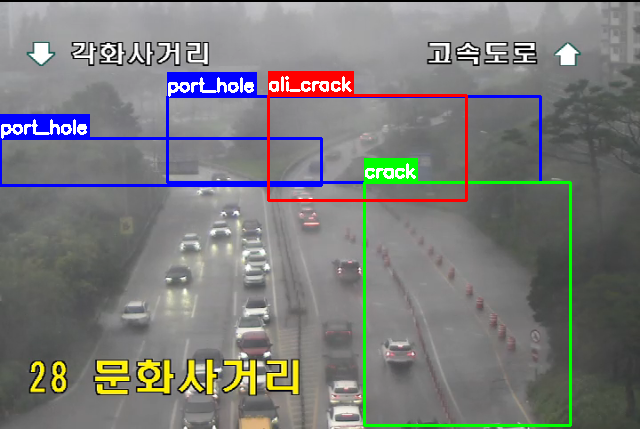 각화사거리
고속도로
port_hole
ali_crack
port_hole
crack
28 문화사거리